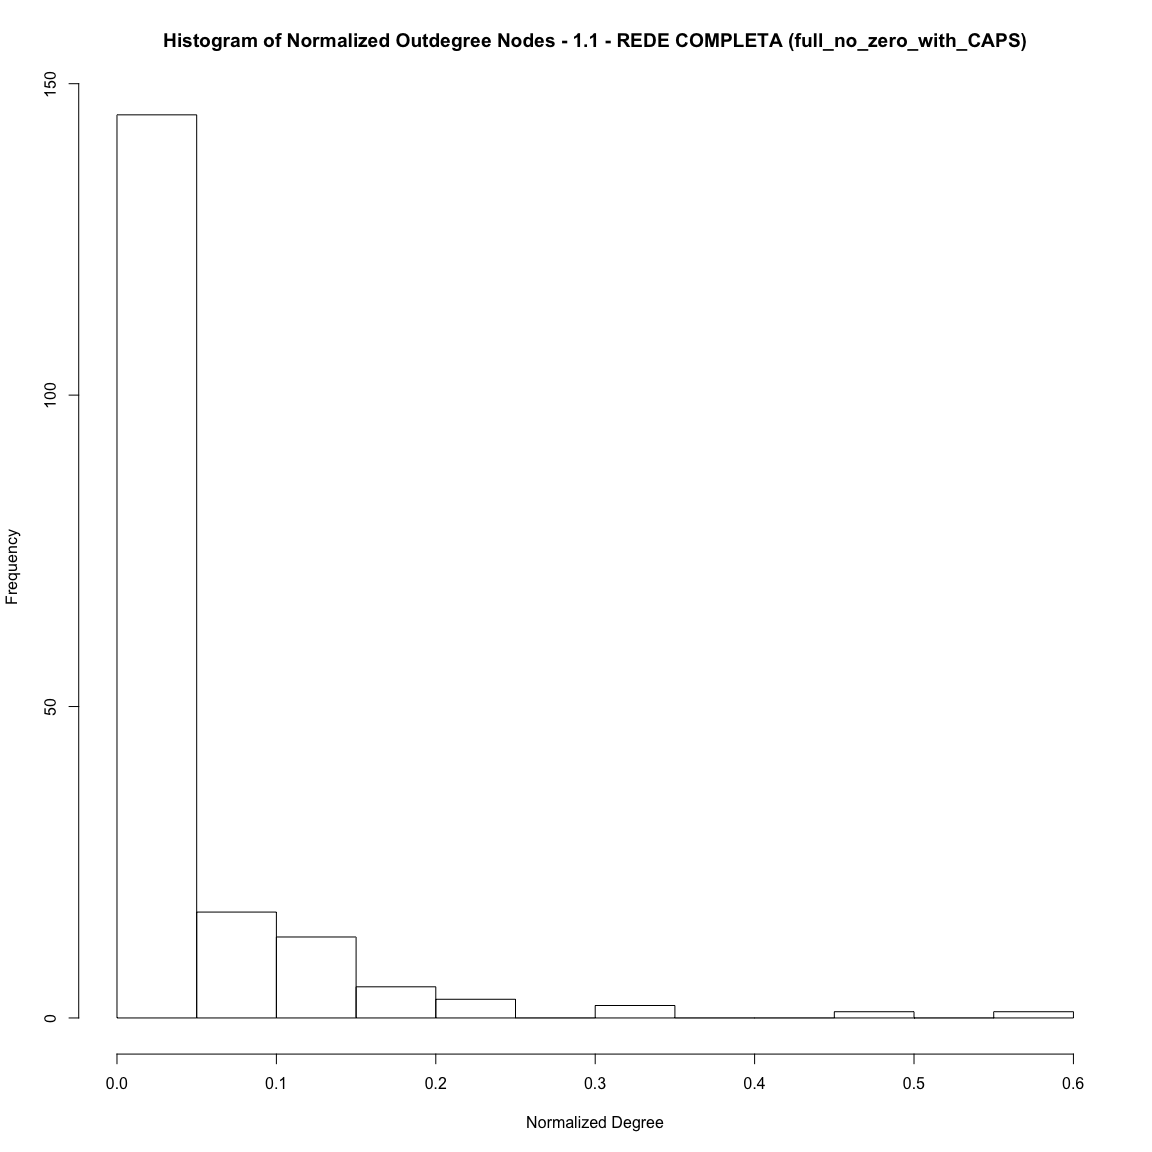 Histogram of Normalized Outdegree Nodes - 1.1 - REDE COMPLETA (full_no_zero_with_CAPS)
150
100
50
0
Frequency
0.0 0.1 0.2 0.3 0.4 0.5 0.6
Normalized Degree